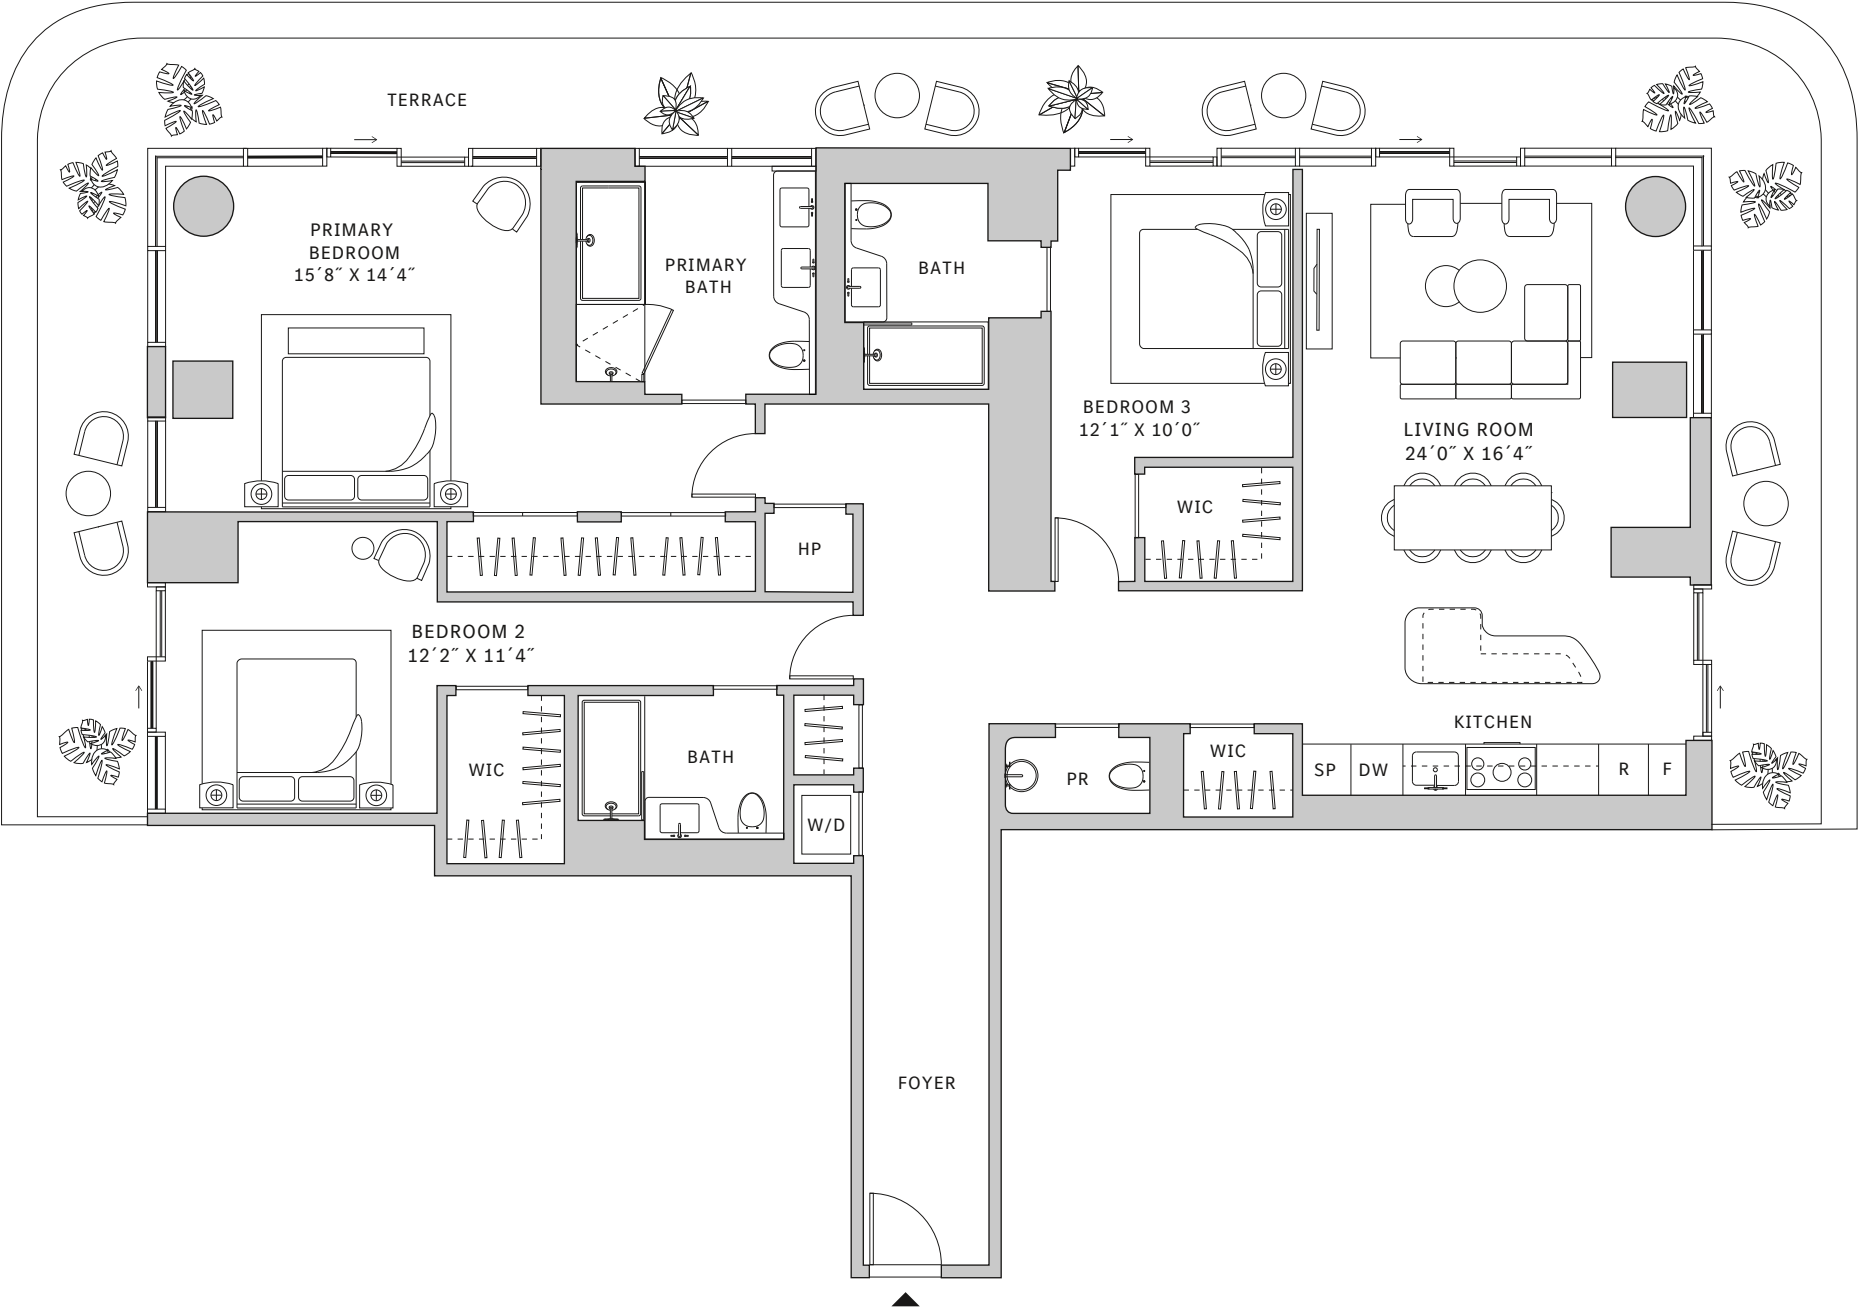 TERRACE
PRIMARY
BEDROOM
15´8˝ X 14´4˝
PRIMARY
BATH
BATH
BEDROOM 3
12´1˝ X 10´0˝
LIVING ROOM
24´0˝ X 16´4˝
WIC
HP
BEDROOM 2
12´2˝ X 11´4˝
KITCHEN
WIC
BATH
W/D
PR
WIC
SP
DW
R
F
FOYER